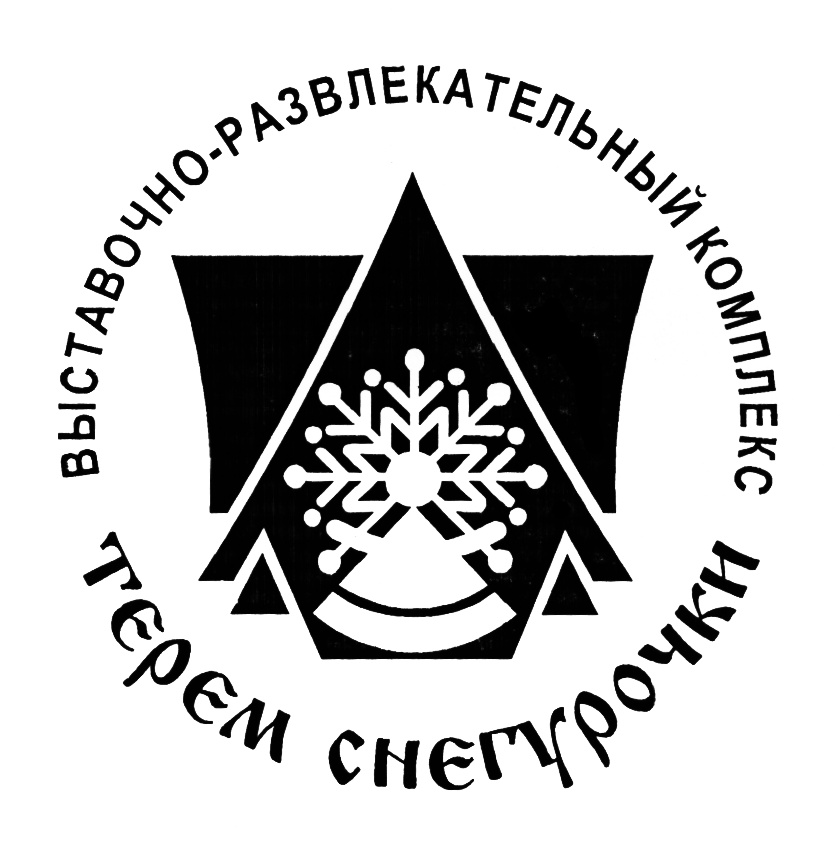 ВЫСТАВОЧНО-РАЗВЛЕКАТЕЛЬНЫЙ КОМПЛЕКС
ТЕРЕМ СНЕГУРОЧКИ